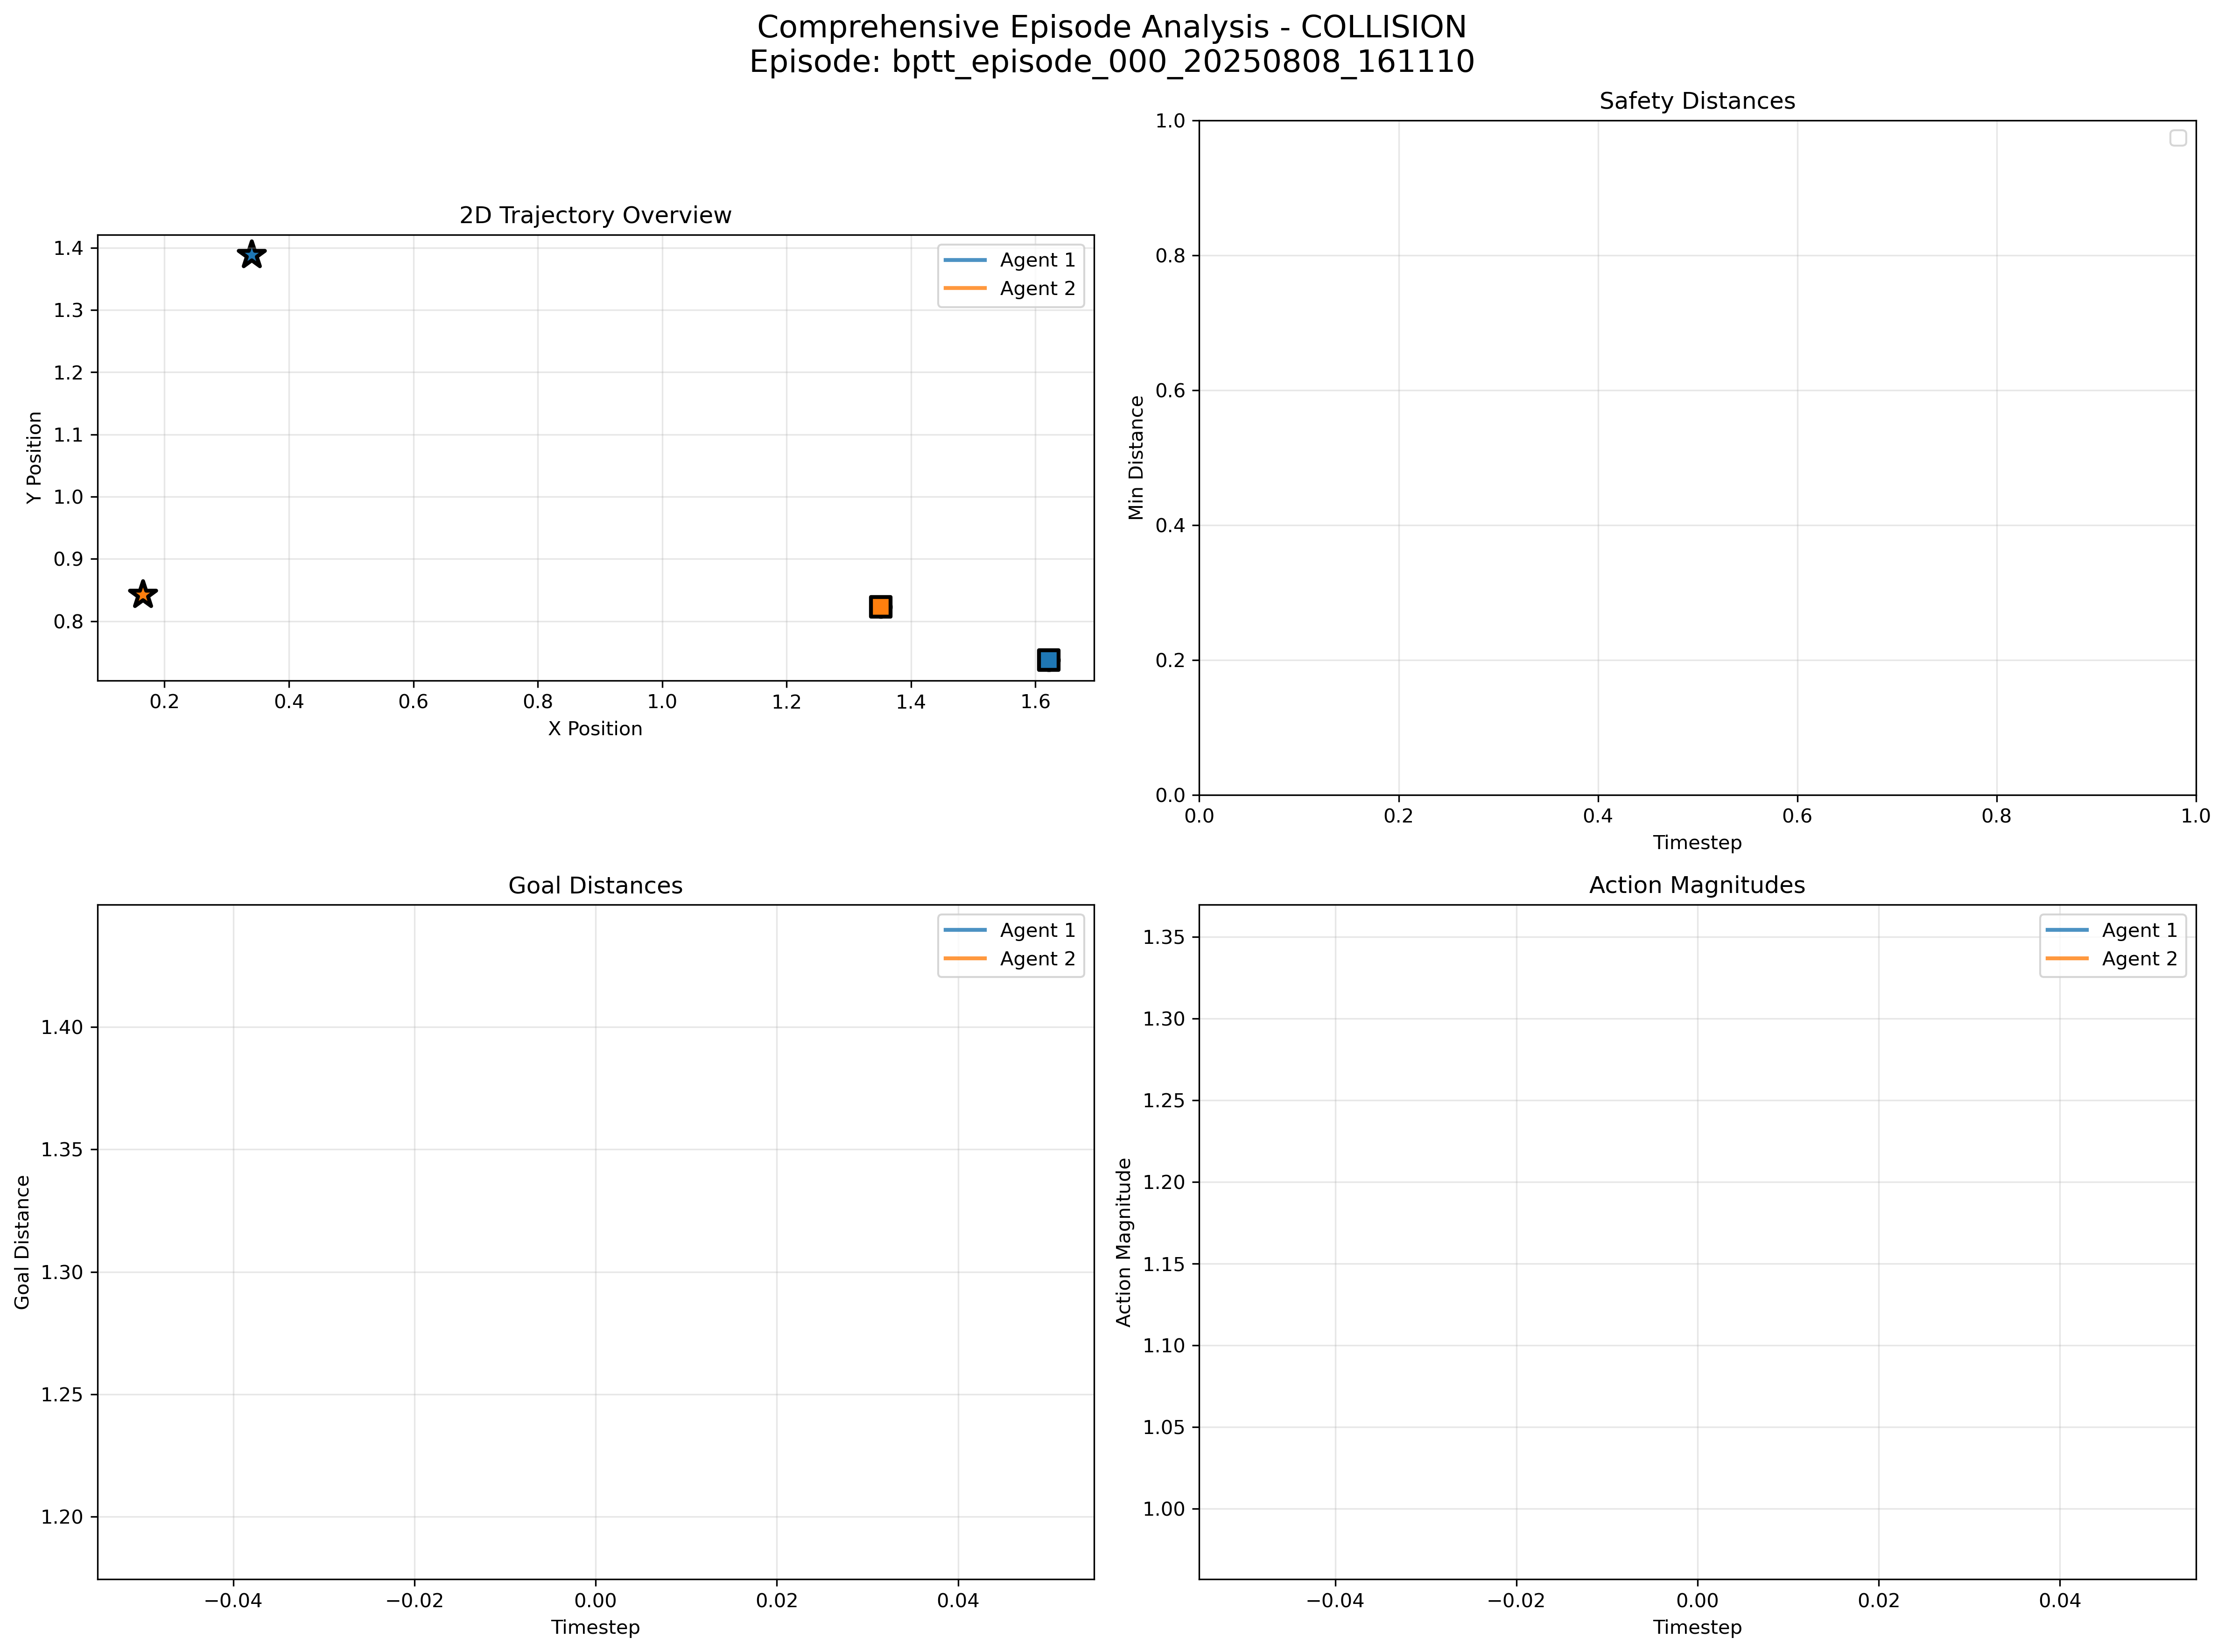 Comprehensive Episode Analysis - COLLISION
Episode: bptt_episode_000_20250808_161110
2D Trajectory Overview
Y Position
1.4
1.3
1.2
1.1
1.0
0.9
0.8
Agent 1
Agent 2
0.2 0.4 0.6 0.8 1.0 1.2 1.4 1.6
X Position
Safety Distances
Min Distance
1.0
0.8
0.6
0.4
0.2
0.0
0.0 0.2 0.4 0.6 0.8 1.0
Timestep
Goal Distances
Goal Distance
1.40
1.35
1.30
1.25
1.20
Agent 1
Agent 2
−0.04 −0.02 0.00 0.02 0.04
Timestep
Action Magnitudes
Action Magnitude
1.35
1.30
1.25
1.20
1.15
1.10
1.05
1.00
Agent 1
Agent 2
−0.04 −0.02 0.00 0.02 0.04
Timestep